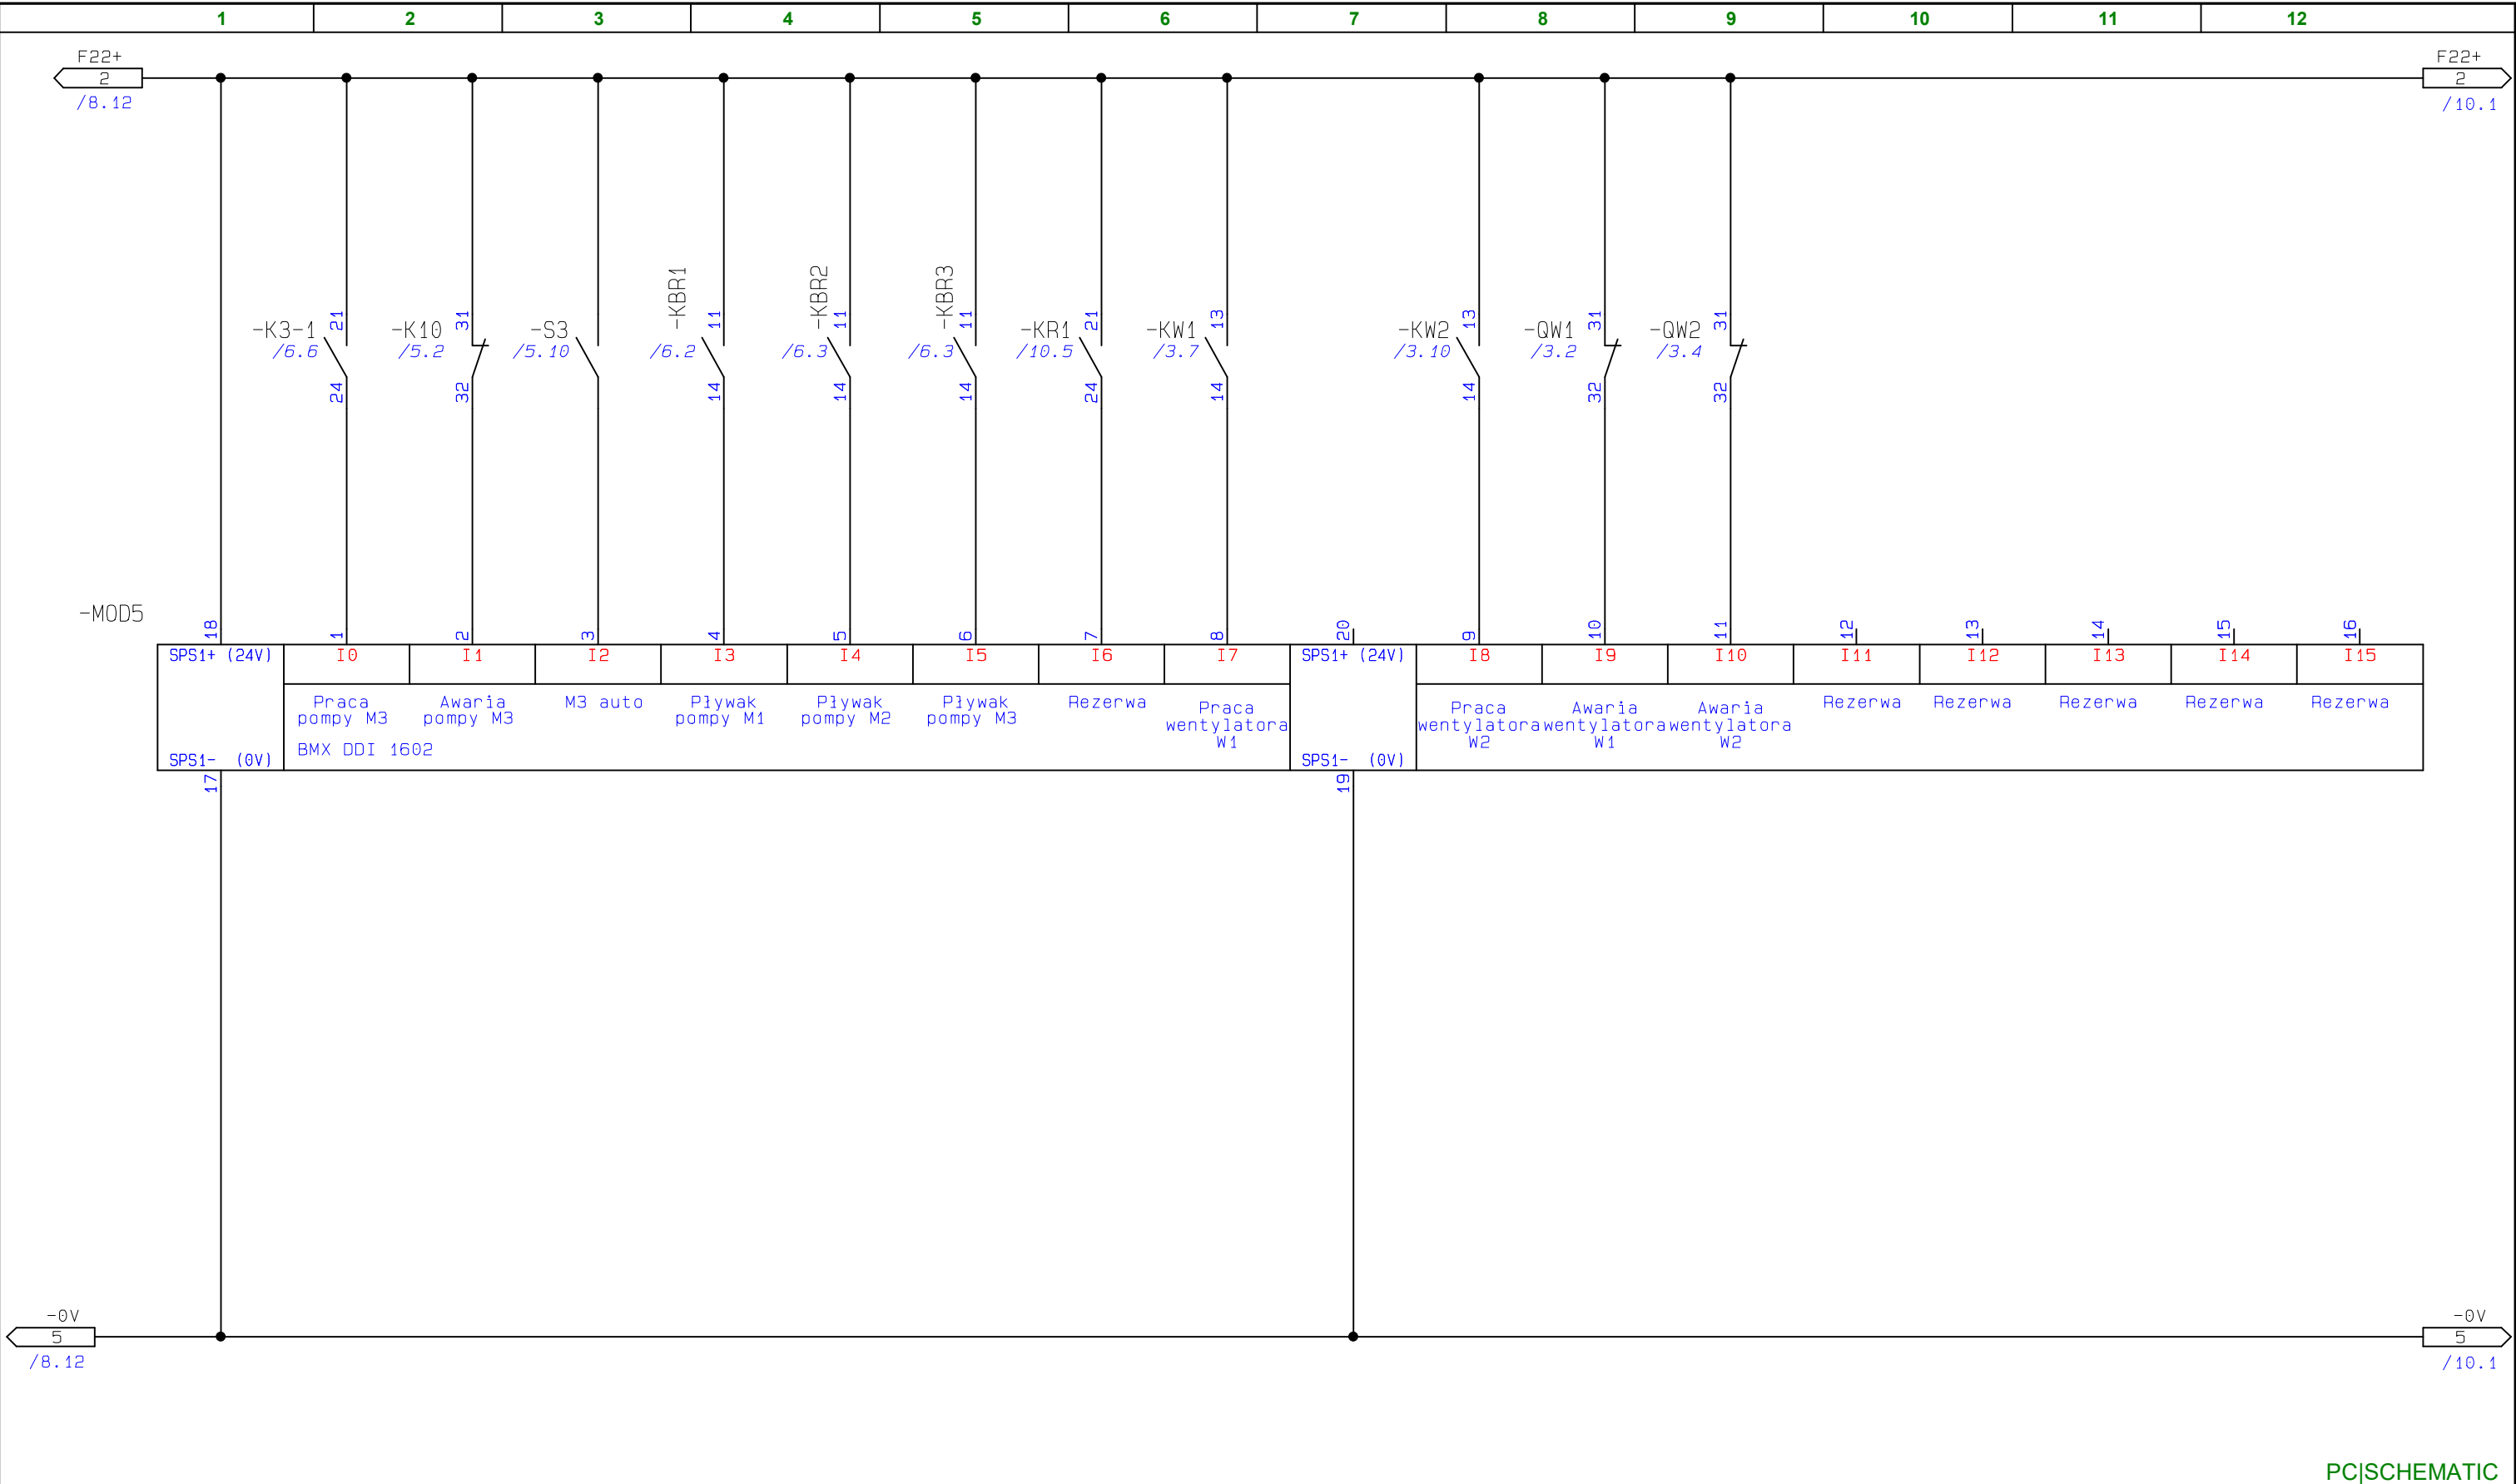 1 2 3 4 5 6 7 8 9 10 11 12
F22+ F22+
2 2
/8.12 /10.1
-KBR1 -KBR2 -KBR3
21 31 11 11 11 21 13 13 31 31
-K3-1 -K10 -S3 -KR1 -KW1 -KW2 -QW1 -QW2
/6.6 /5.2 /5.10 /6.2 /6.3 /6.3 /10.5 /3.7 /3.10 /3.2 /3.4
24 32 14 14 14 24 14 14 32 32
-MOD5
18 1 2 3 4 5 6 7 8 20 9 10 11 12 13 14 15 16
SPS1+ (24V) I0 I1 I2 I3 I4 I5 I6 I7 SPS1+ (24V) I8 I9 I10 I11 I12 I13 I14 I15
Praca Awaria M3 auto Pływak Pływak Pływak Rezerwa Praca Praca Awaria Awaria Rezerwa Rezerwa Rezerwa Rezerwa Rezerwa
pompy M3 pompy M3 pompy M1 pompy M2 pompy M3 wentylatora wentylatora wentylatora wentylatora
W1 W2 W1 W2
BMX DDI 1602
SPS1- (0V) SPS1- (0V)
17 19
-0V -0V
5 5
/8.12 /10.1
PC|SCHEMATIC